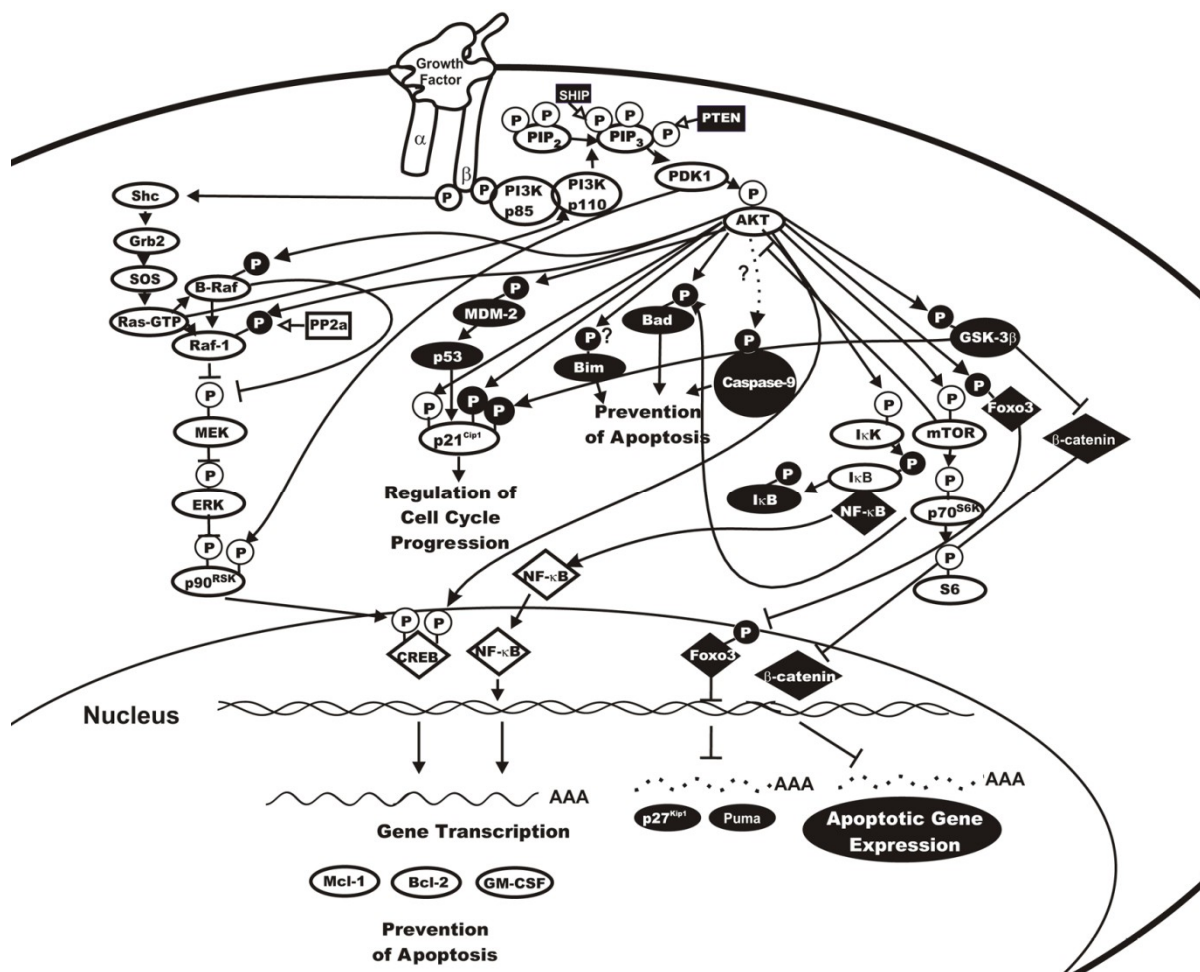 Growth
Factor
α
β
SHIP
PTEN
P
P
P
P
P
PIP2
PIP3
PDK1
P
AKT
P
P
PI3K
p85
PI3K
p110
Shc
Grb2
SOS
Ras-GTP
B-Raf
P
Raf-1
P
PP2a
P
MEK
P
ERK
P
P
p90RSK
P
MDM-2
p53
P
P
P
p21Cip1
Regulation of
Cell Cycle
Progression
P
?
Bim
P
Bad
?
P
Caspase-9
Prevention
of Apoptosis
P
GSK-3β
P
Foxo3
β-catenin
P
IκK
P
mTOR
P
IκB
P
IκB
NF-κB
P
p70S6K
P
S6
NF-κB
P
P
CREB
NF-κB
P
Foxo3
β-catenin
Nucleus
AAA
Gene Transcription
Mcl-1
Bcl-2
GM-CSF
Prevention
of Apoptosis
AAA
p27Kip1
Puma
AAA
Apoptotic Gene
Expression